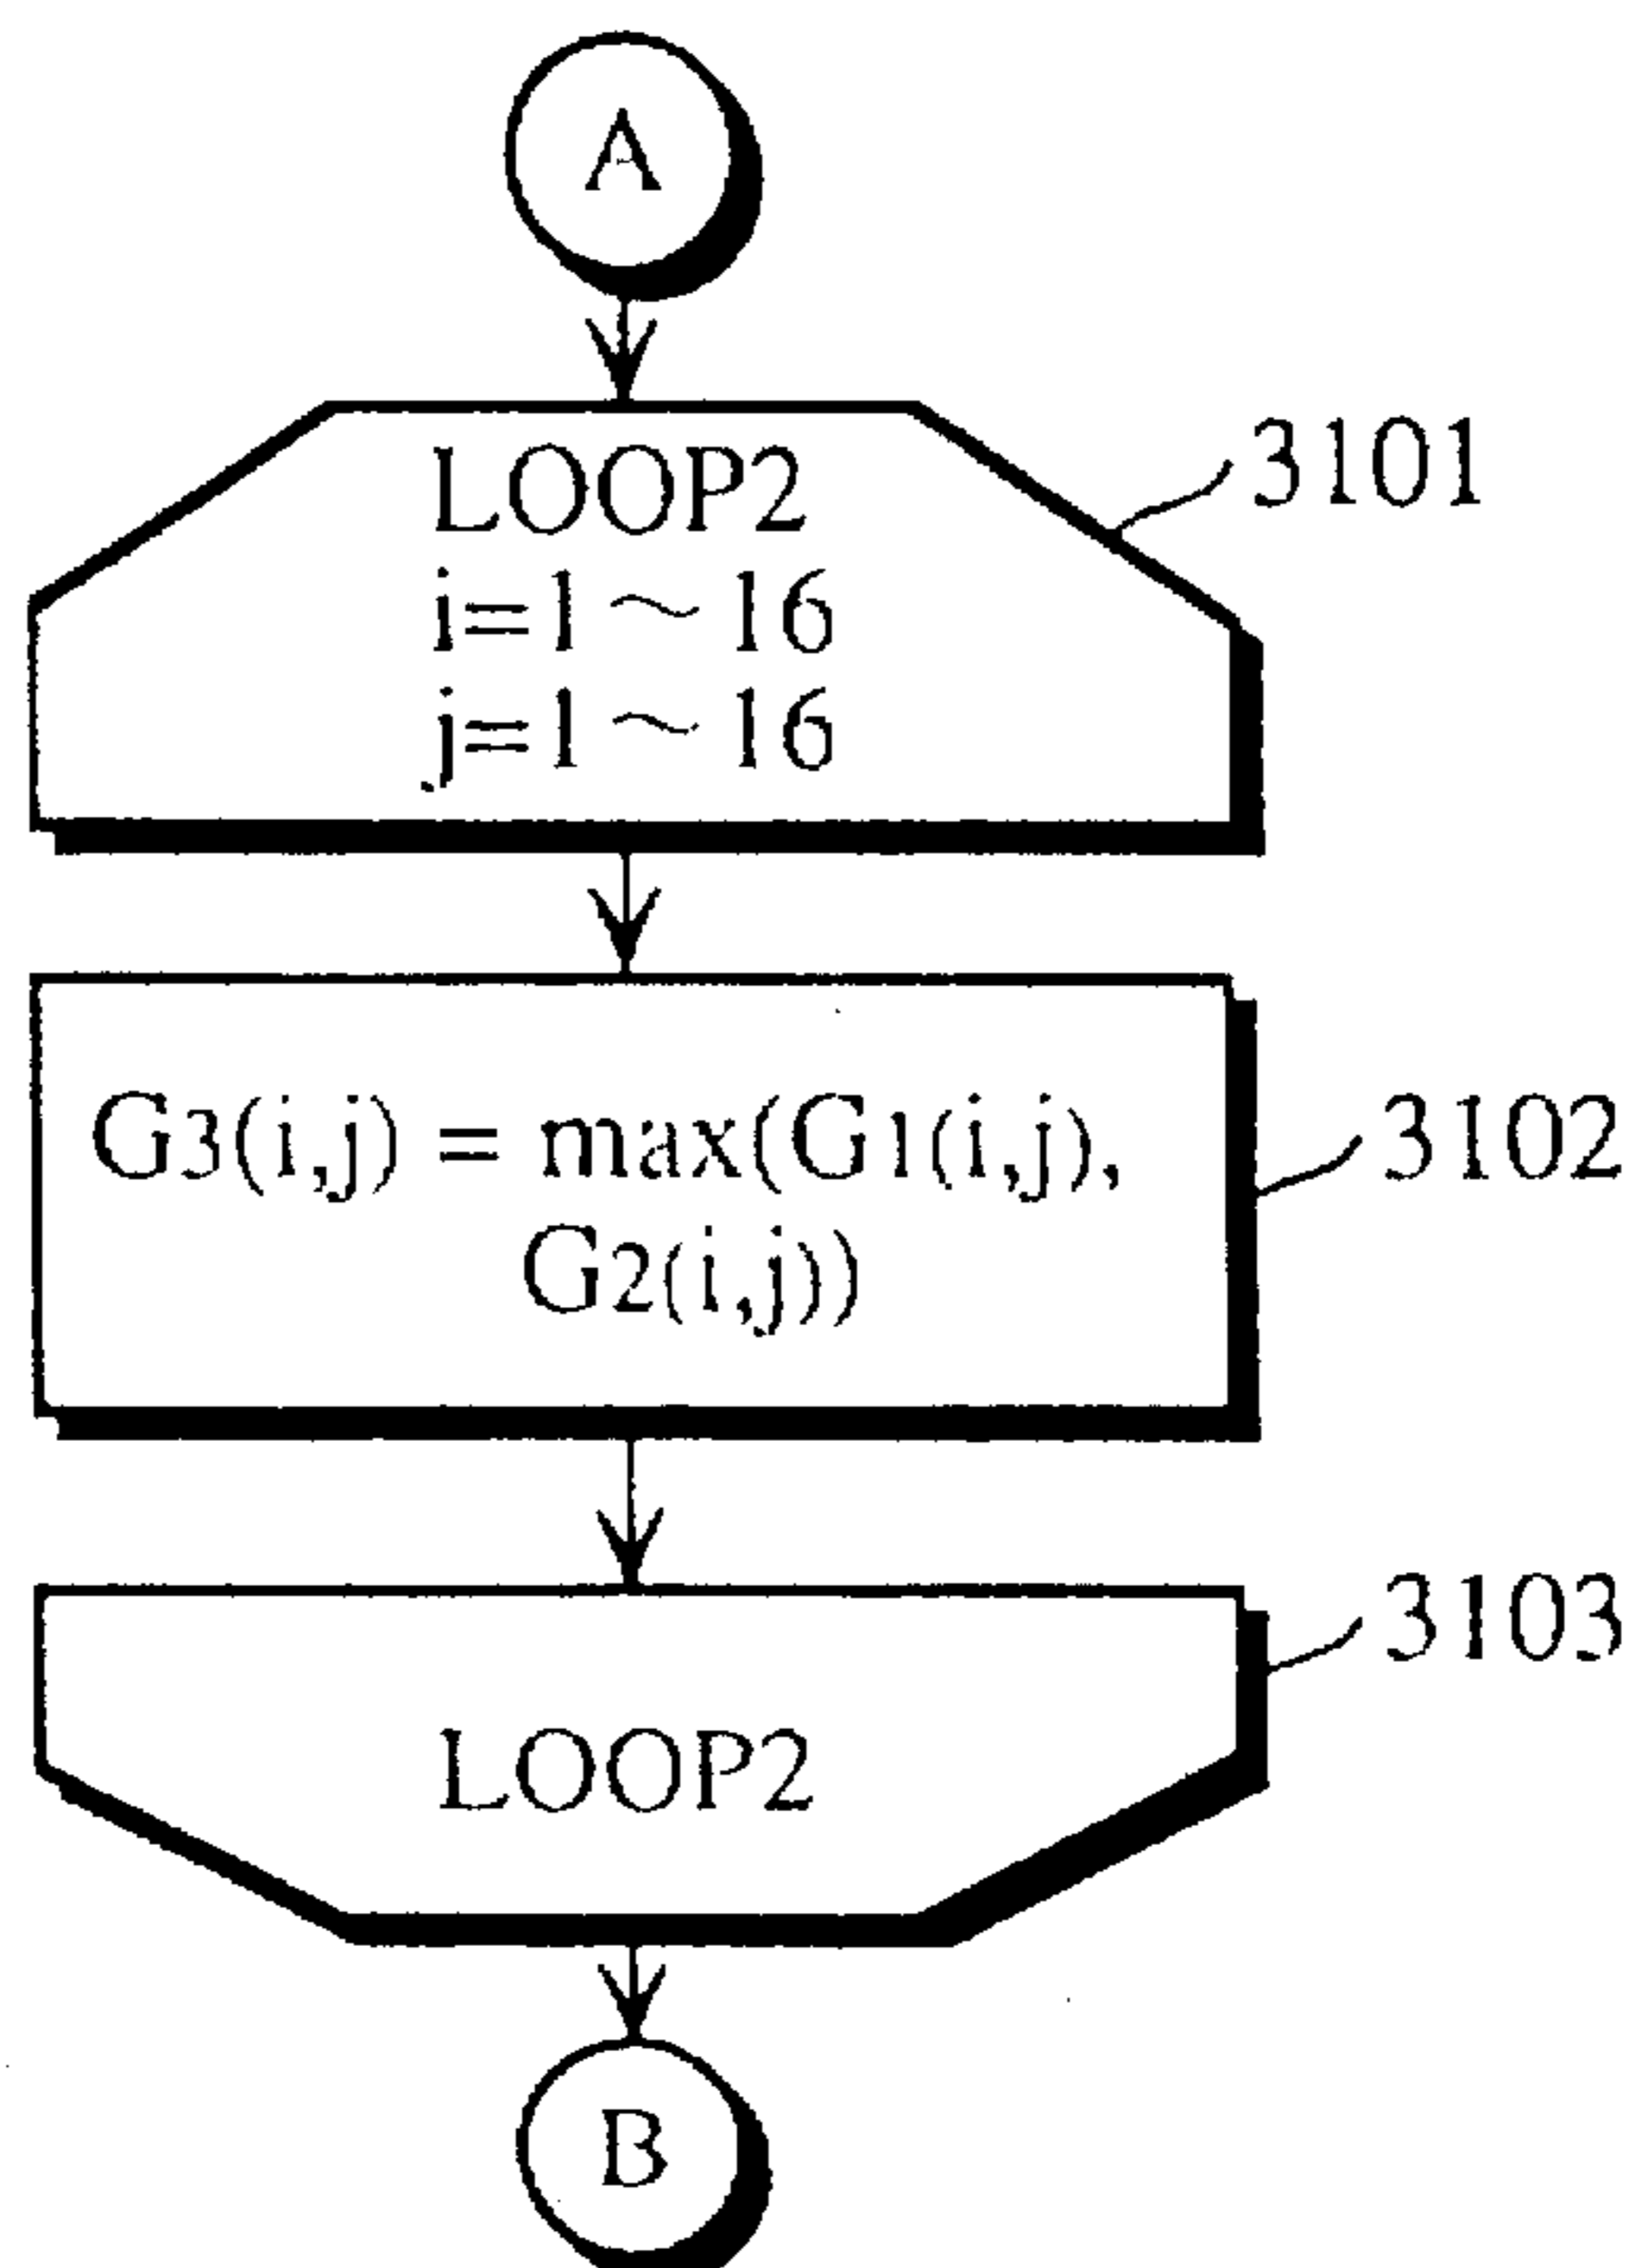 A
LOOP2
3101
i=1~16
j=1~16
G3(i,j) = max(G1(i,j),
3102
G2(i,j))
3103
LOOP2
B